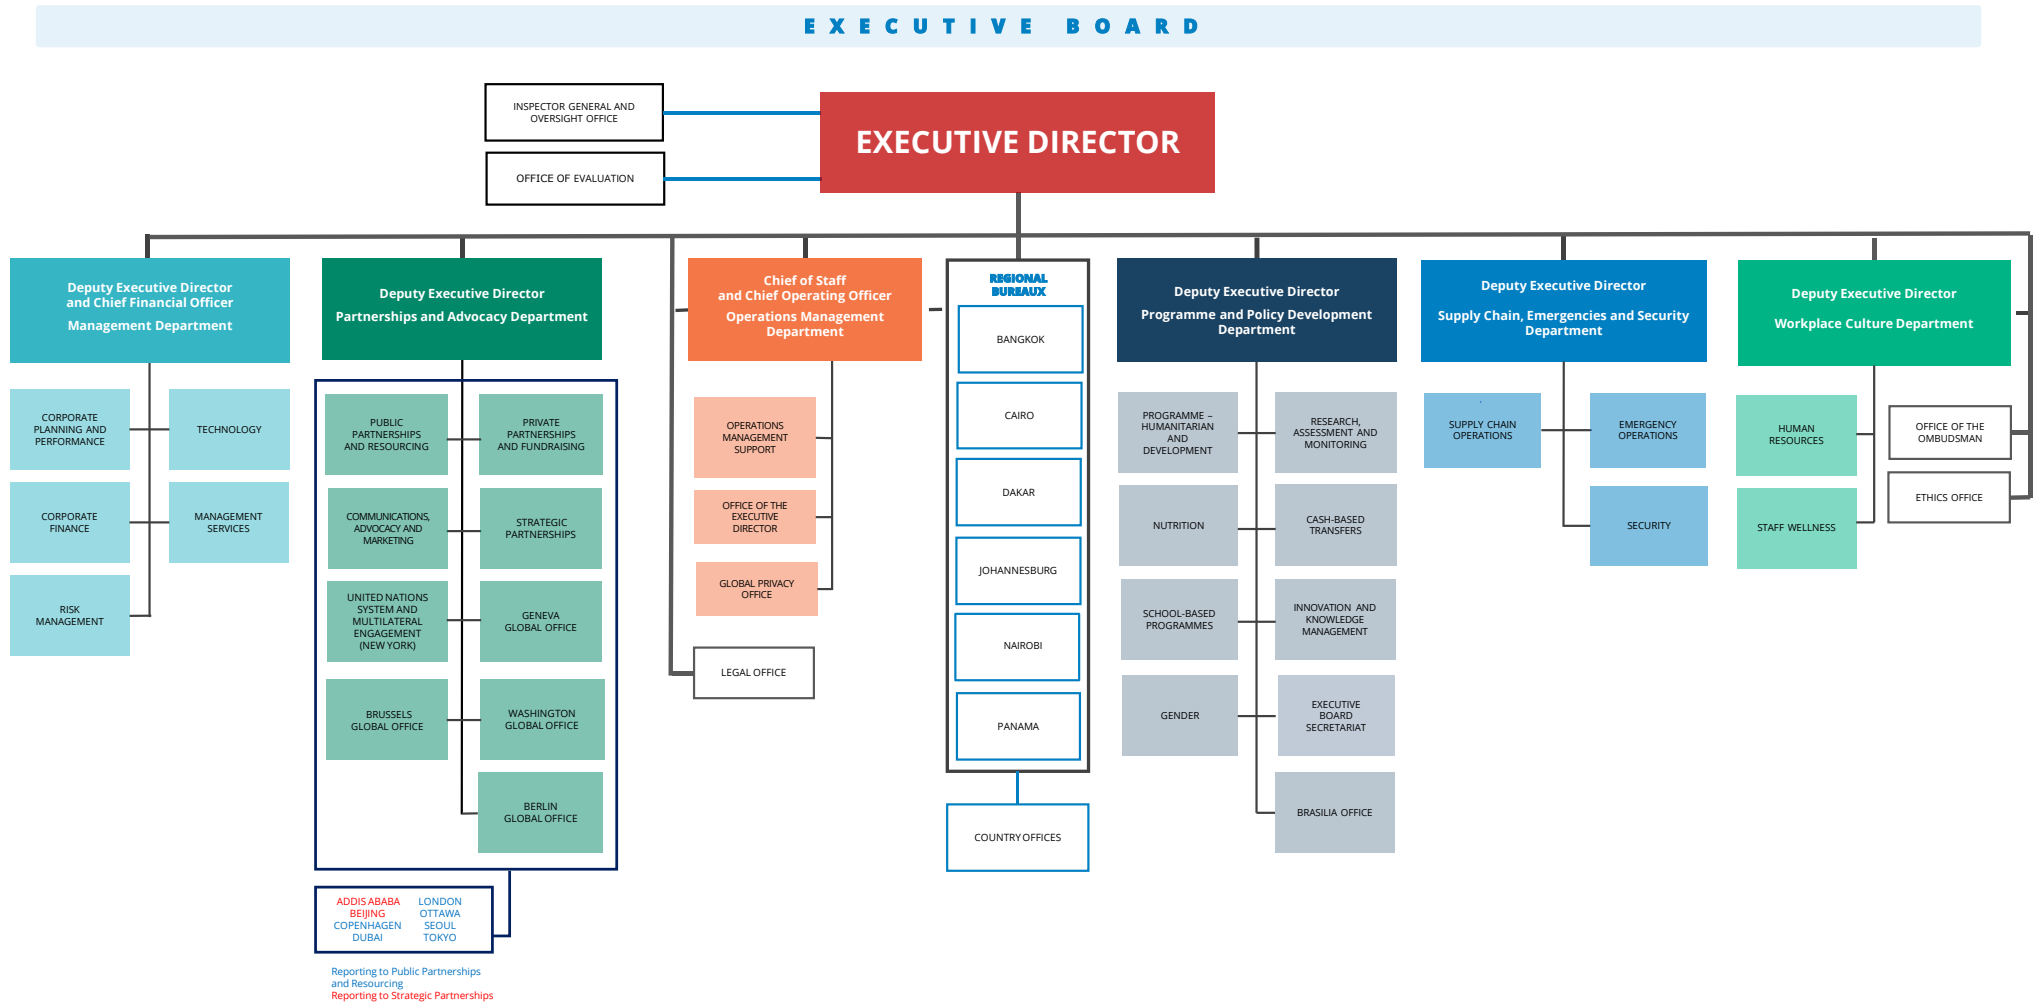 EXECUTIVE BOARD
INSPECTOR GENERAL AND
OVERSIGHT OFFICE
OFFICE OF EVALUATION
EXECUTIVE DIRECTOR
Deputy Executive Director
and Chief Financial Officer
Management Department
CORPORATE
PLANNING AND
PERFORMANCE
TECHNOLOGY
CORPORATE
FINANCE
MANAGEMENT
SERVICES
RISK
MANAGEMENT
Deputy Executive Director
Partnerships and Advocacy Department
PUBLIC
PARTNERSHIPS
AND RESOURCING
PRIVATE
PARTNERSHIPS
AND FUNDRAISING
COMMUNICATIONS,
ADVOCACY AND
MARKETING
STRATEGIC
PARTNERSHIPS
UNITED NATIONS
SYSTEM AND
MULTILATERAL
ENGAGEMENT
(NEW YORK)
GENEVA
GLOBAL OFFICE
BRUSSELS
GLOBAL OFFICE
WASHINGTON
GLOBAL OFFICE
BERLIN
GLOBAL OFFICE
ADDIS ABABA
BEIJING
COPENHAGEN
DUBAI
LONDON
OTTAWA
SEOUL
TOKYO
Reporting to Public Partnerships
and Resourcing
Reporting to Strategic Partnerships
Chief of Staff
and Chief Operating Officer
Operations Management
Department
OPERATIONS
MANAGEMENT
SUPPORT
OFFICE OF THE
EXECUTIVE
DIRECTOR
GLOBAL PRIVACY
OFFICE
LEGAL OFFICE
REGIONAL
BUREAUX
BANGKOK
CAIRO
DAKAR
JOHANNESBURG
NAIROBI
PANAMA
COUNTRY OFFICES
Deputy Executive Director
Programme and Policy Development
Department
PROGRAMME –
HUMANITARIAN
AND
DEVELOPMENT
RESEARCH,
ASSESSMENT AND
MONITORING
NUTRITION
CASH-BASED
TRANSFERS
SCHOOL-BASED
PROGRAMMES
INNOVATION AND
KNOWLEDGE
MANAGEMENT
GENDER
EXECUTIVE
BOARD
SECRETARIAT
BRASILIA OFFICE
Deputy Executive Director
Supply Chain, Emergencies and Security
Department
SUPPLY CHAIN
OPERATIONS
EMERGENCY
OPERATIONS
SECURITY
Deputy Executive Director
Workplace Culture Department
HUMAN
RESOURCES
STAFF WELLNESS
OFFICE OF THE
OMBUDSMAN
ETHICS OFFICE